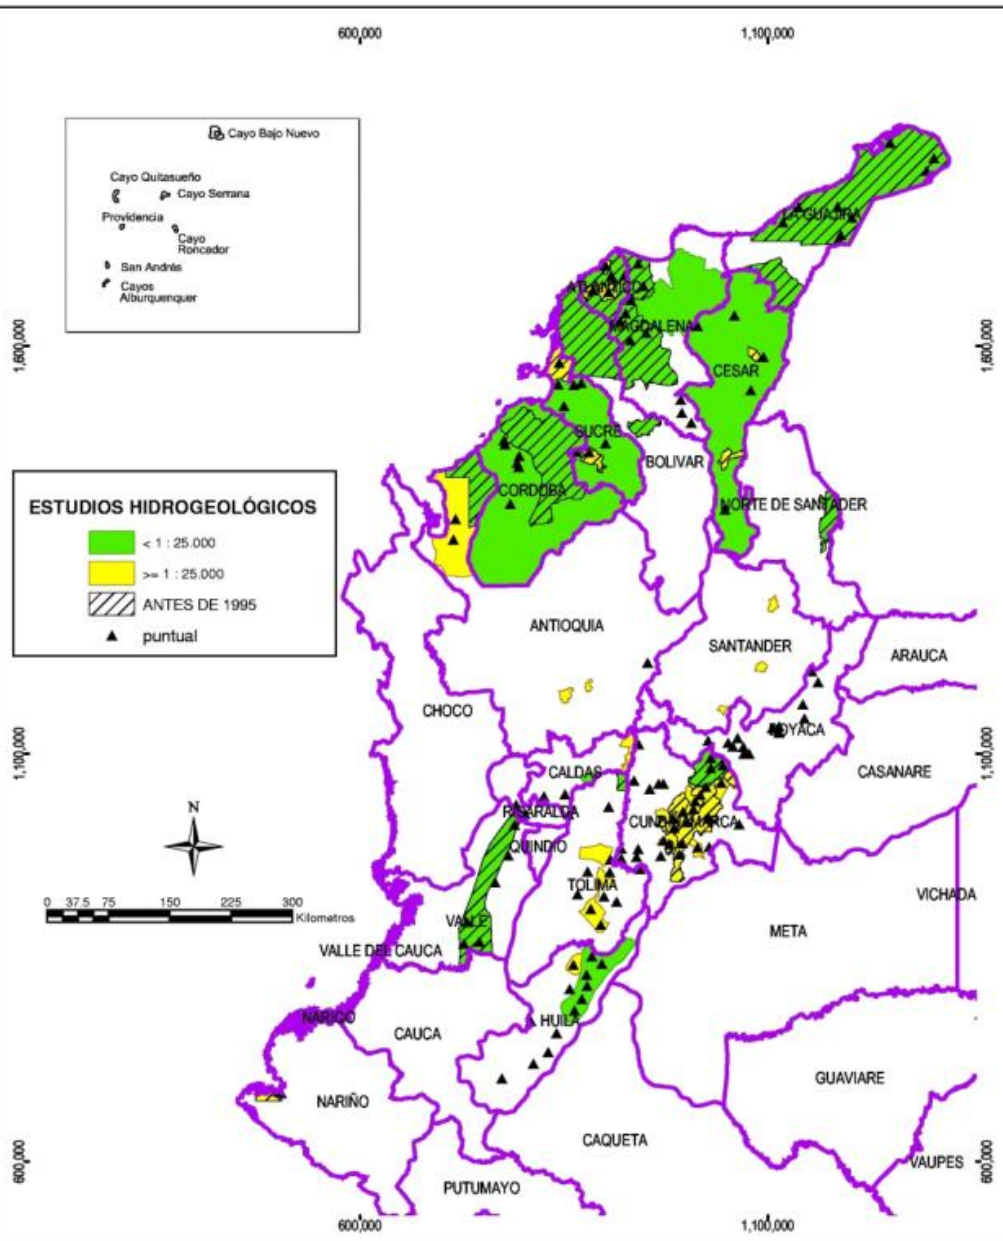 600,000
1,100,000
Cayo Bajo Nuevo
Cayo Quitasueño
Cayo Serrana
Providencia
Cayo
Roncador
San Andrés
Cayos
Alburquenquer
LA GUAJIRA
ATLANTICO
MAGDALENA
1,600,000
1,600,000
CESAR
SUCRE
BOLIVAR
CORDOBA
NORTE DE SANTADER
ESTUDIOS HIDROGEOLÓGICOS
< 1 : 25.000
>= 1 : 25.000
ANTES DE 1995
puntual
ANTIOQUIA
SANTANDER
ARAUCA
CHOCO
BOYACA
1,100,000
1,100,000
CALDAS
CASANARE
N
RISARALDA
CUNDINAMARCA
QUINDIO
TOLIMA
VICHADA
0 37.5 75 150 225 300
Kilometros
VALLE
META
VALLE DEL CAUCA
NARICO
HUILA
CAUCA
GUAVIARE
NARIÑO
CAQUETA
VAUPES
600,000
600,000
PUTUMAYO
600,000
1,100,000